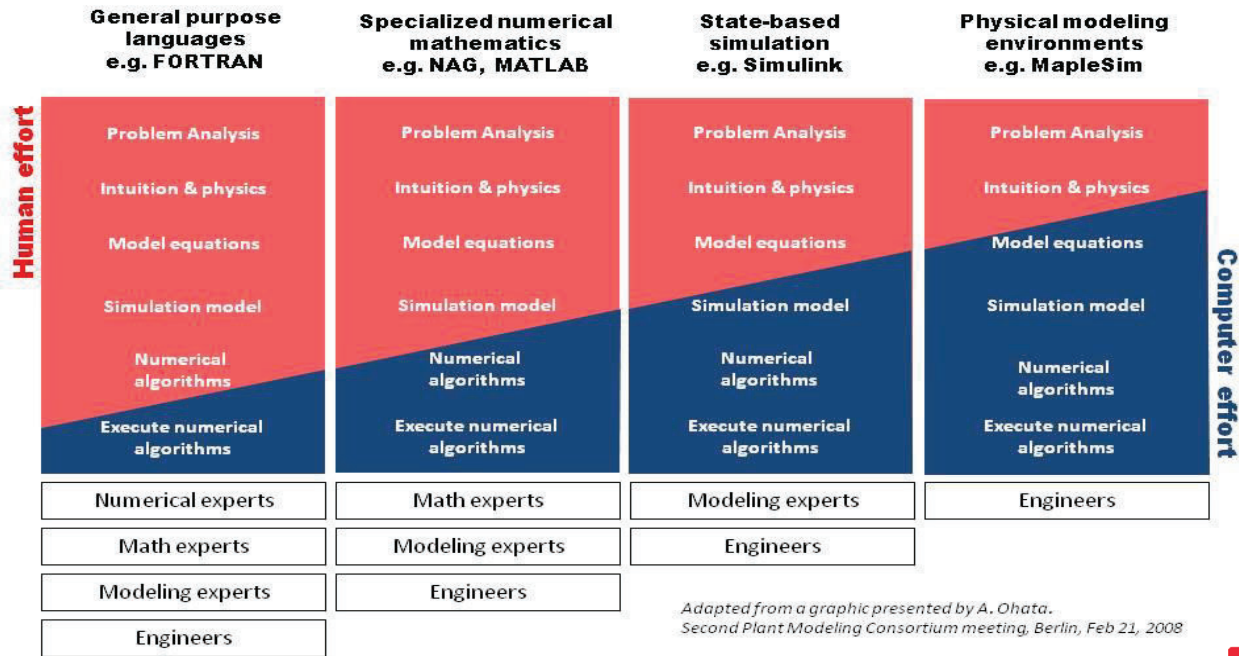 General purpose
languages
e.g. FORTRAN
Specialized numerical
mathematics
e.g. NAG, MATLAB
State-based
simulation
e.g. Simulink
Physical modeling
environments
e.g. MapleSim
Human effort
Problem Analysis
Intuition & physics
Model equations
Simulation model
Numerical
algorithms
Execute numerical
algorithms
Problem Analysis
Intuition & physics
Model equations
Simulation model
Numerical
algorithms
Execute numerical
algorithms
Problem Analysis
Intuition & physics
Model equations
Simulation model
Numerical
algorithms
Execute numerical
algorithms
Problem Analysis
Intuition & physics
Model equations
Simulation model
Numerical
algorithms
Execute numerical
algorithms
Computer effort
Numerical experts
Math experts
Modeling experts
Engineers
Math experts
Modeling experts
Engineers
Modeling experts
Engineers
Engineers
Adapted from a graphic presented by A. Ohata.
Second Plant Modeling Consortium meeting, Berlin, Feb 21, 2008